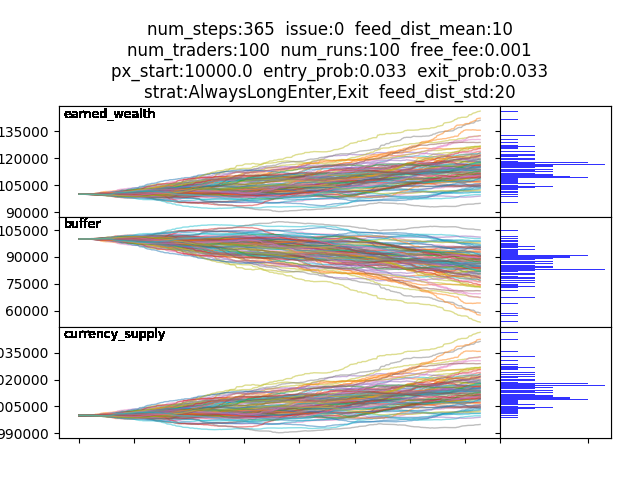 num_steps:365 issue:0 feed_dist_mean:10
num_traders:100 num_runs:100 free_fee:0.001
px_start:10000.0 entry_prob:0.033 exit_prob:0.033
strat:AlwaysLongEnter,Exit feed_dist_std:20
earned_wealth
135000
120000
105000
90000
buffer
105000
90000
75000
60000
currency_supply
035000
020000
005000
990000